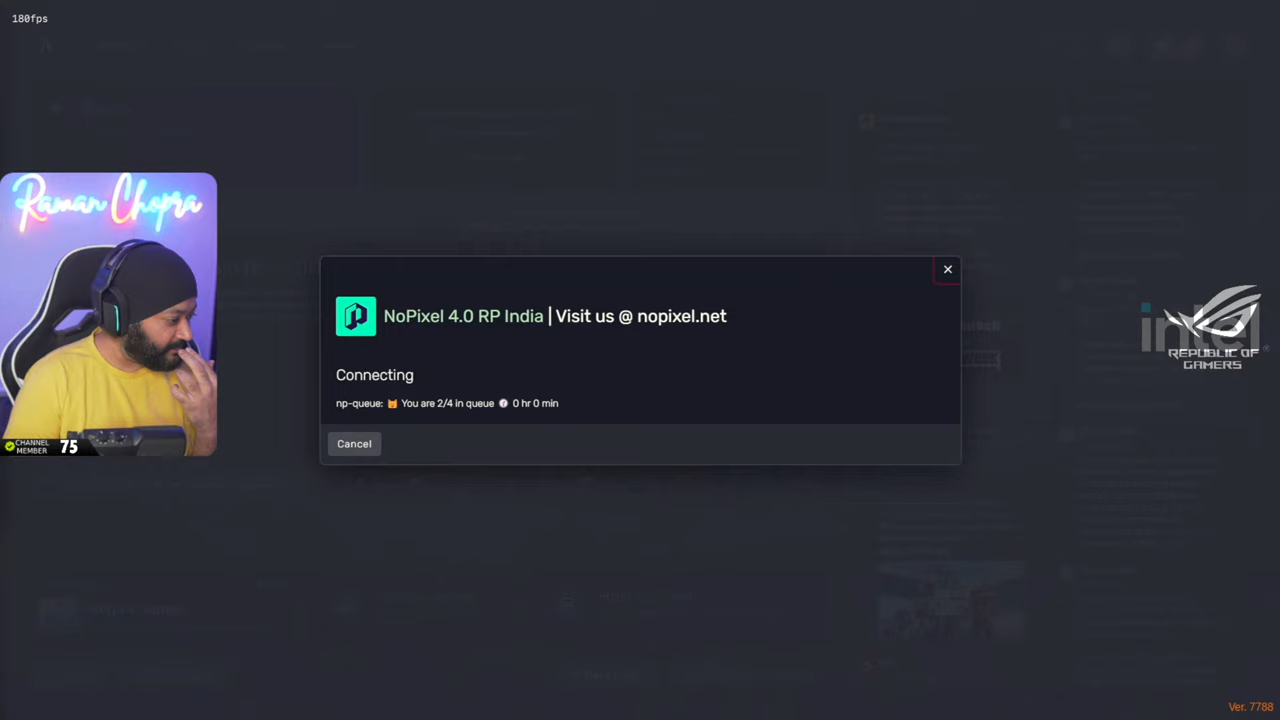 180fps
Raman Chopra
CHANNEL
MEMBER
75
NoPixel 4.0 RP India | Visit us @ nopixel.net
Connecting
np-queue: 🐱 You are 2/4 in queue 🕐 0 hr 0 min
Cancel
intel
REPUBLIC OF
GAMERS
Ver. 7788